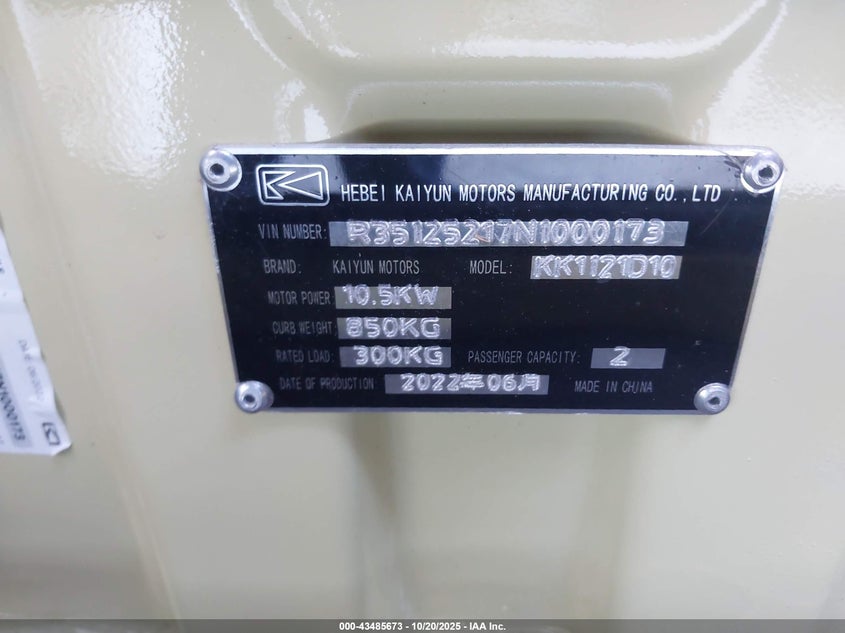 HEBEI KAIYUN MOTORS MANUFACTURING CO.,LTD
VIN NUMBER: R35125217N1000173
BRAND: KAIYUN MOTORS MODEL: KK1121D10
MOTOR POWER: 10.5KW
CURB WEIGHT: 850KG
RATED LOAD: 300KG PASSENGER CAPACITY: 2
DATE OF PRODUCTION 2022年06月 MADE IN CHINA
N1000173
000-43485673 - 10/20/2025 - IAA Inc.